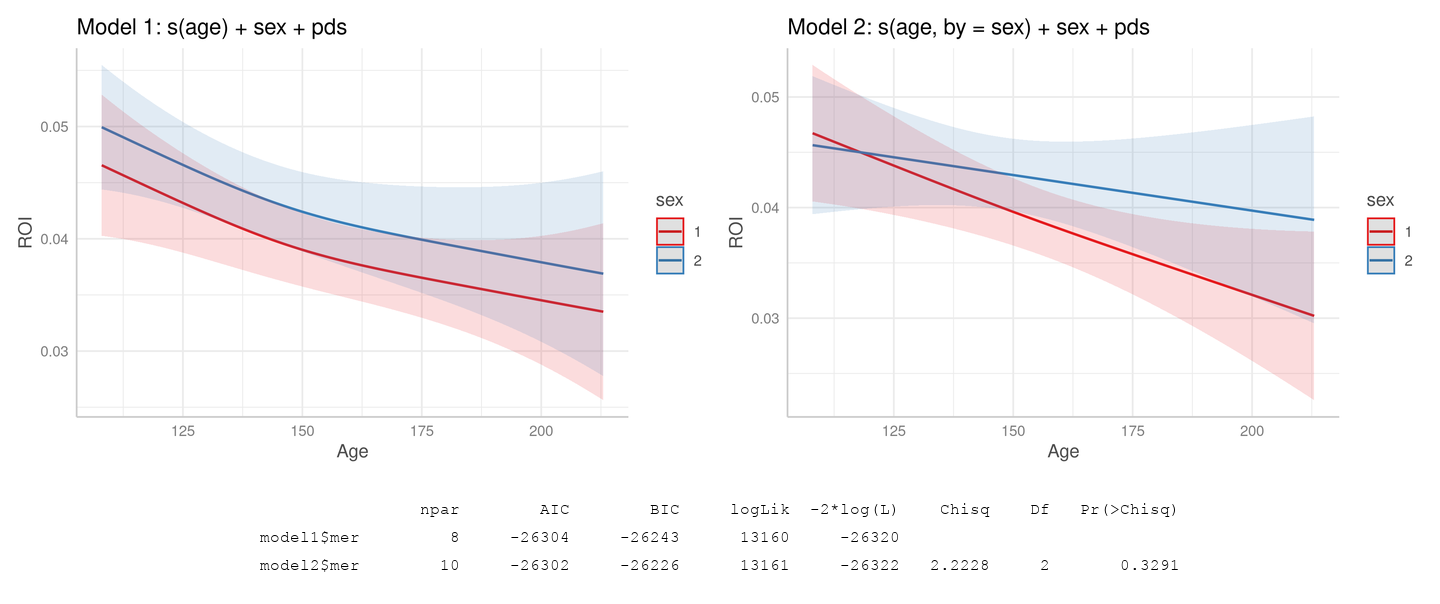 Model 1: s(age) + sex + pds
0.05
0.04
0.03
ROI
125 150 175 200
Age
sex
1
2
Model 2: s(age, by = sex) + sex + pds
0.05
0.04
0.03
ROI
125 150 175 200
Age
sex
1
2
npar AIC BIC logLik -2*log(L) Chisq Df Pr(>Chisq)
model1$mer 8 -26304 -26243 13160 -26320
model2$mer 10 -26302 -26226 13161 -26322 2.2228 2 0.3291